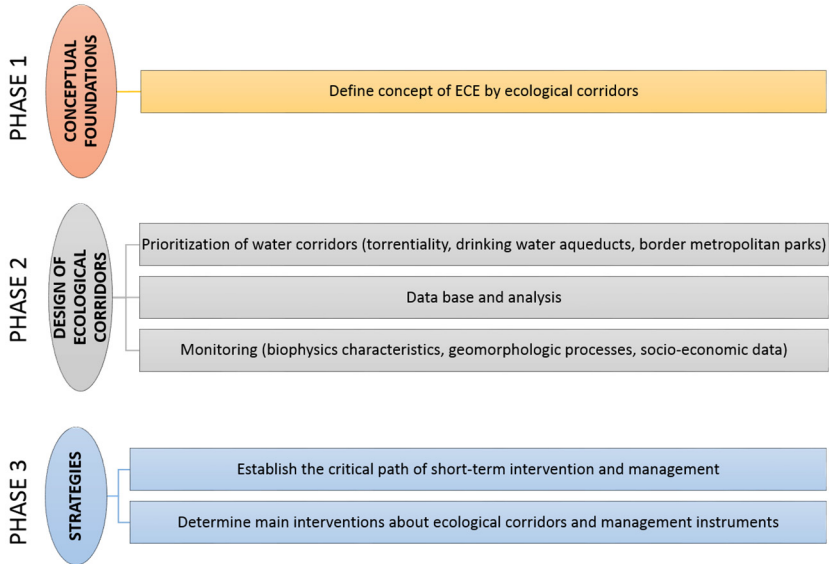 PHASE 1
CONCEPTUAL
FOUNDATIONS
Define concept of ECE by ecological corridors
PHASE 2
DESIGN OF
ECOLOGICAL
CORRIDORS
Prioritization of water corridors (torrentiality, drinking water aqueducts, border metropolitan parks)
Data base and analysis
Monitoring (biophysics characteristics, geomorphologic processes, socio-economic data)
PHASE 3
STRATEGIES
Establish the critical path of short-term intervention and management
Determine main interventions about ecological corridors and management instruments